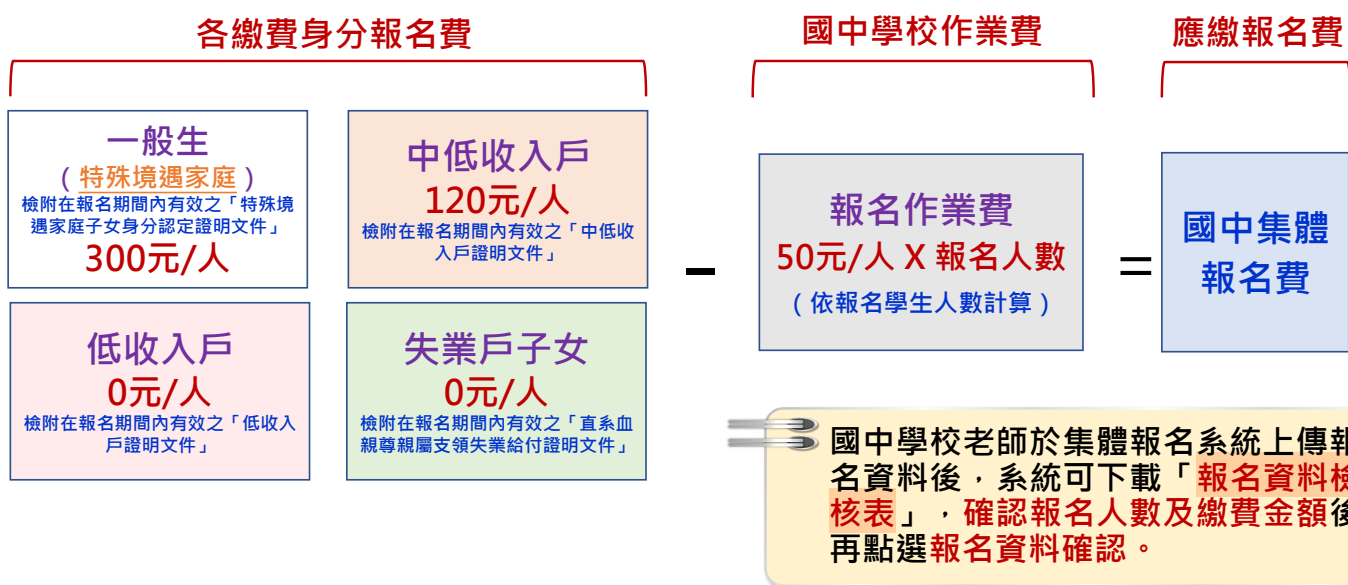 各繳費身分報名費
國中學校作業費
應繳報名費
一般生
(特殊境遇家庭)
檢附在報名期間內有效之「特殊境
遇家庭子女身分認定證明文件」
300元/人
中低收入戶
120元/人
檢附在報名期間內有效之「中低收
入戶證明文件」
低收入戶
0元/人
檢附在報名期間內有效之「低收入
戶證明文件」
失業戶子女
0元/人
檢附在報名期間內有效之「直系血
親尊親屬支領失業給付證明文件」
－
報名作業費
50元/人 X 報名人數
(依報名學生人數計算)
＝
國中集體
報名費
國中學校老師於集體報名系統上傳報
名資料後，系統可下載「報名資料檢
核表」，確認報名人數及繳費金額後
再點選報名資料確認。